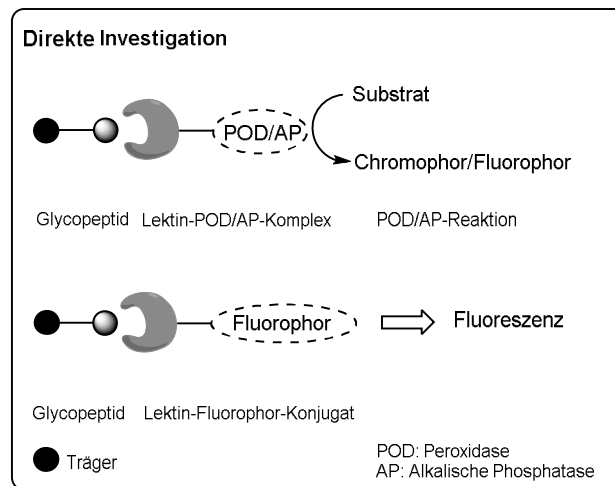 Direkte Investigation
Substrat
POD/AP
Chromophor/Fluorophor
Glycopeptid Lektin-POD/AP-Komplex POD/AP-Reaktion
Fluorophor Fluoreszenz
Glycopeptid Lektin-Fluorophor-Konjugat
Träger
POD: Peroxidase
AP: Alkalische Phosphatase